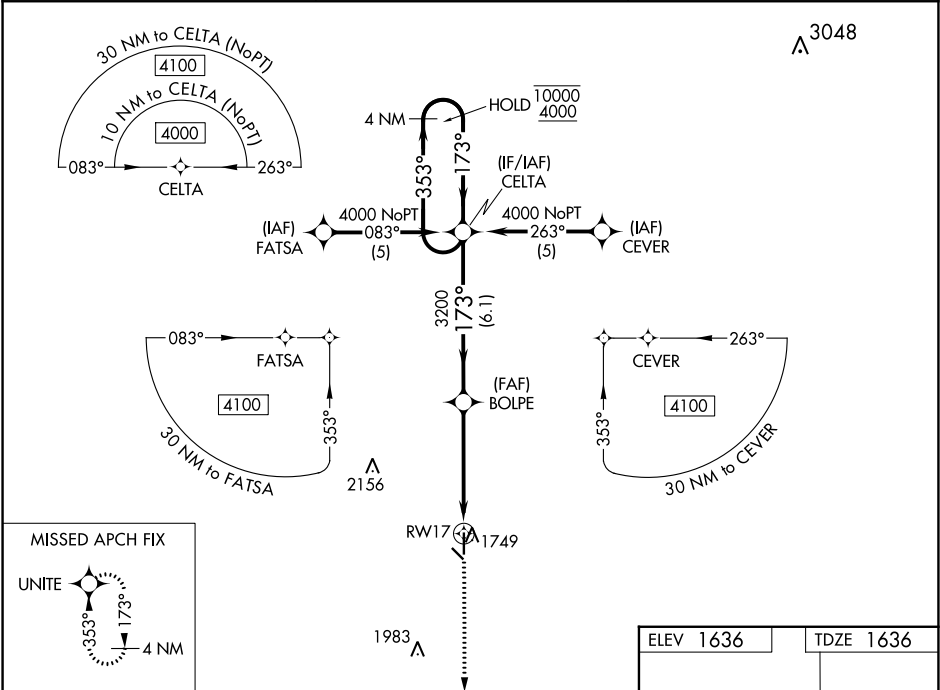 3048
30 NM to CELTA (NoPT)
4100
10 NM to CELTA (NoPT)
4000
083°
263°
CELTA
4 NM
HOLD
10000
4000
353°
173°
(IF/IAF)
CELTA
(IAF)
FATSA
4000 NoPT
083°
(5)
4000 NoPT
263°
(5)
(IAF)
CEVER
3200
173°
(6.1)
083°
FATSA
4100
353°
30 NM to FATSA
CEVER
263°
4100
353°
30 NM to CEVER
(FAF)
BOLPE
2156
RW17
1749
MISSED APCH FIX
UNITE
353°
173°
4 NM
1983
ELEV 1636
TDZE 1636